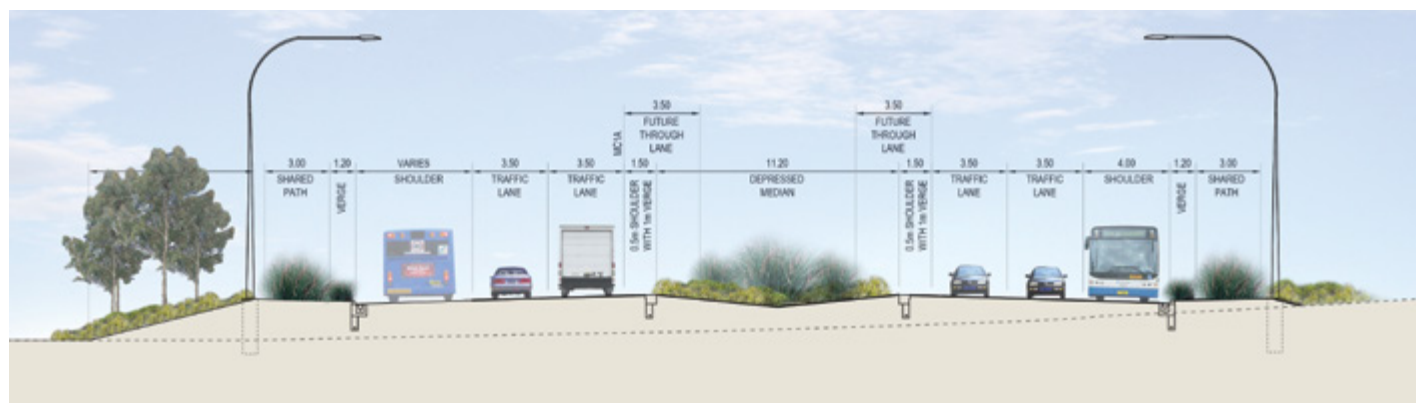 3.50
FUTURE
THROUGH
LANE
3.50
FUTURE
THROUGH
LANE
MC1A
3.00
SHARED
PATH
1.20
VERGE
VARIES
SHOULDER
3.50
TRAFFIC
LANE
3.50
TRAFFIC
LANE
1.50
0.5m SHOULDER
WITH 1m VERGE
11.20
DEPRESSED
MEDIAN
1.50
0.5m SHOULDER
WITH 1m VERGE
3.50
TRAFFIC
LANE
3.50
TRAFFIC
LANE
4.00
SHOULDER
1.20
VERGE
3.00
SHARED
PATH